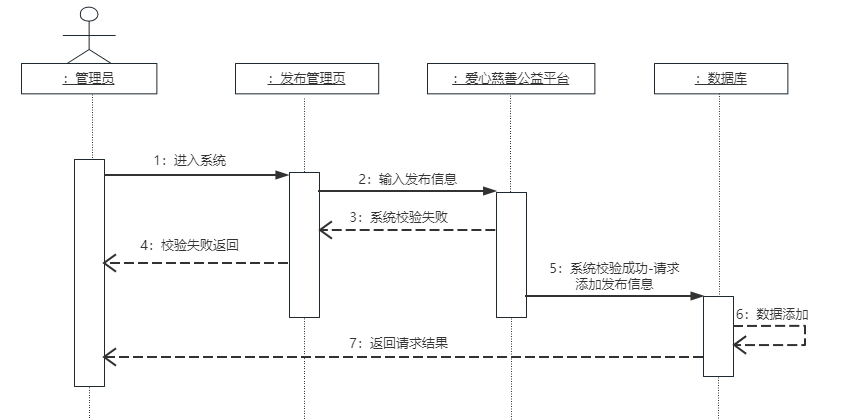 ：管理员
：发布管理页
：爱心慈善公益平台
：数据库
1：进入系统
2：输入发布信息
3：系统校验失败
4：校验失败返回
5：系统校验成功-请求
添加发布信息
6：数据添加
7：返回请求结果